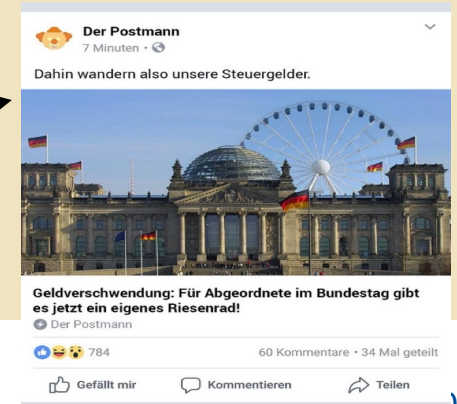 Der Postmann
7 Minuten ·
Dahin wandern also unsere Steuergelder.
Geldverschwendung: Für Abgeordnete im Bundestag gibt
es jetzt ein eigenes Riesenrad!
Der Postmann
784 60 Kommentare • 34 Mal geteilt
Gefällt mir Kommentieren Teilen